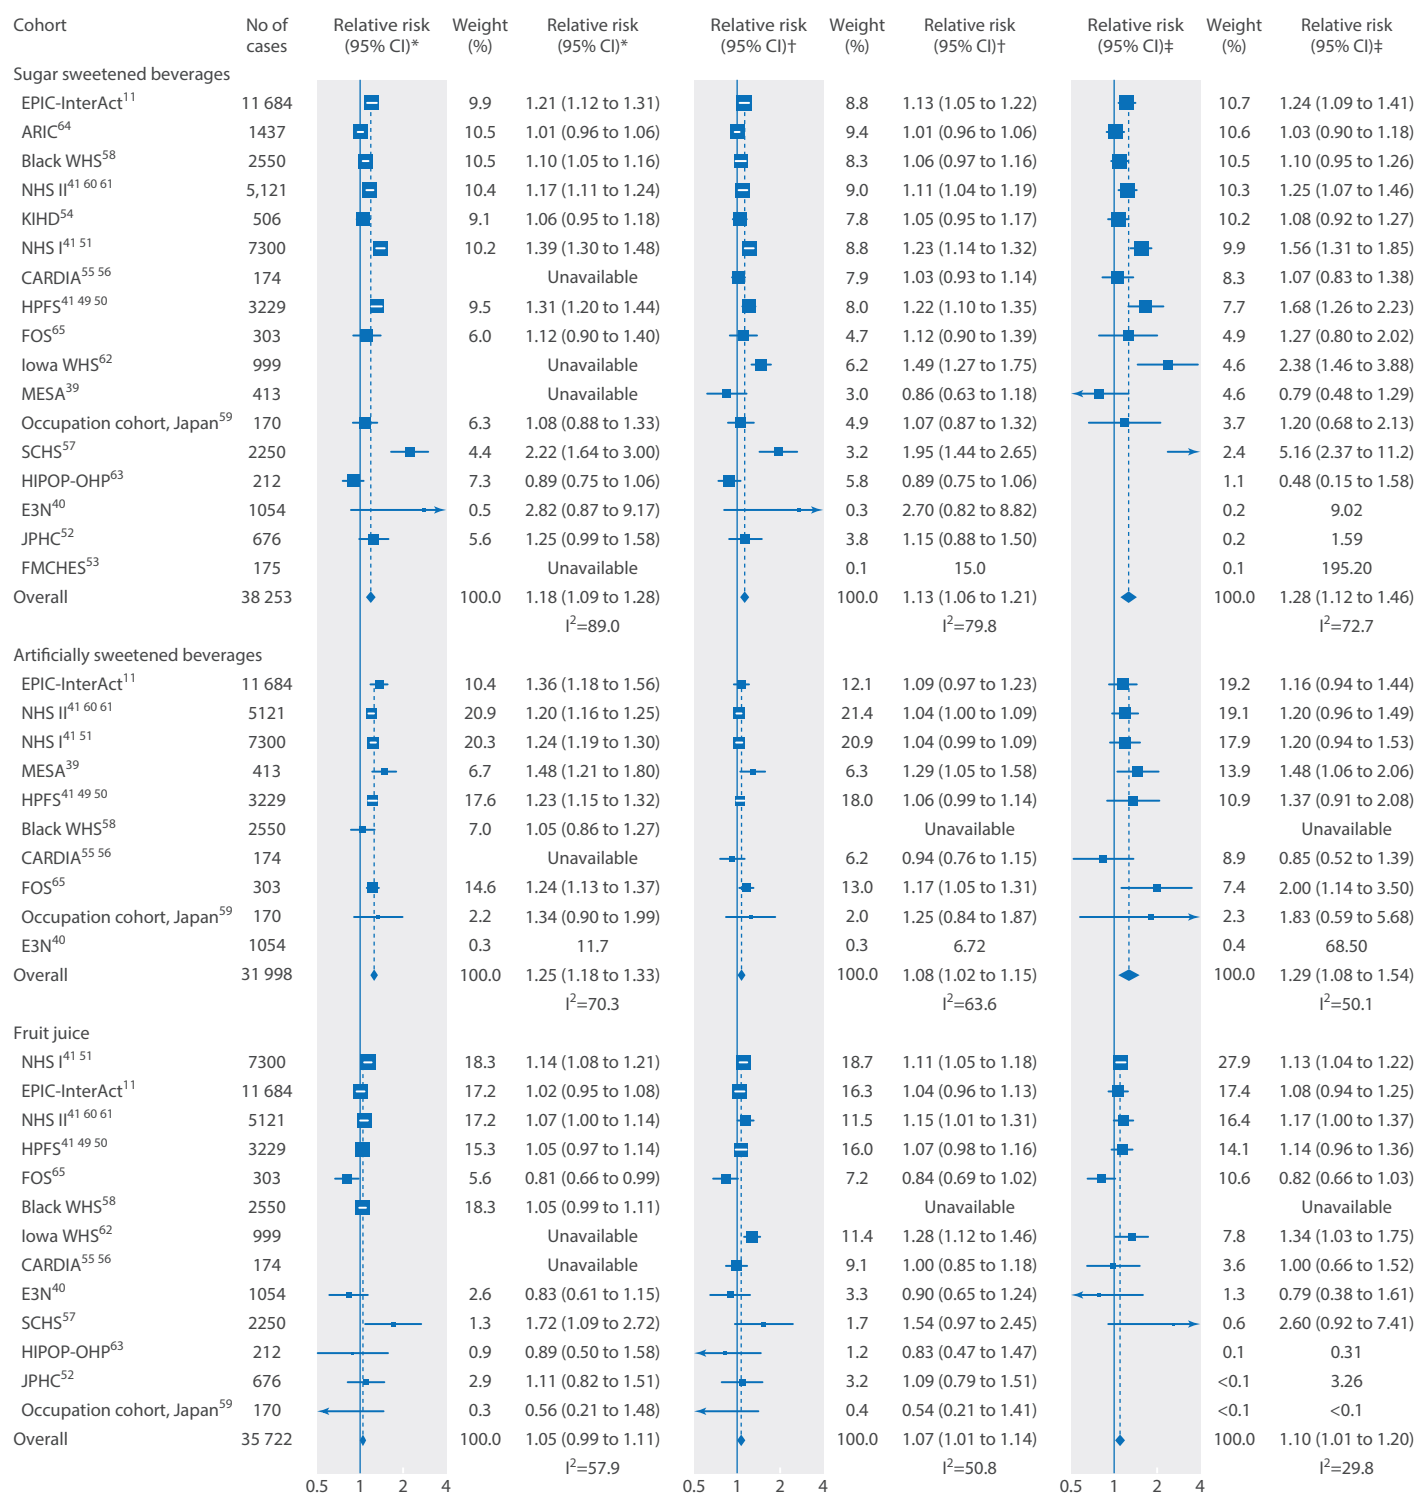 Cohort No of cases Relative risk (95% CI)* Weight (%) Relative risk (95% CI)* Relative risk (95% CI)† Weight (%) Relative risk (95% CI)† Relative risk (95% CI)‡ Weight (%) Relative risk (95% CI)‡
Sugar sweetened beverages
EPIC-InterAct11 11 684 9.9 1.21 (1.12 to 1.31) 8.8 1.13 (1.05 to 1.22) 10.7 1.24 (1.09 to 1.41)
ARIC64 1437 10.5 1.01 (0.96 to 1.06) 9.4 1.01 (0.96 to 1.06) 10.6 1.03 (0.90 to 1.18)
Black WHS58 2550 10.5 1.10 (1.05 to 1.16) 8.3 1.06 (0.97 to 1.16) 10.5 1.10 (0.95 to 1.26)
NHS II41 60 61 5,121 10.4 1.17 (1.11 to 1.24) 9.0 1.11 (1.04 to 1.19) 10.3 1.25 (1.07 to 1.46)
KIHD54 506 9.1 1.06 (0.95 to 1.18) 7.8 1.05 (0.95 to 1.17) 10.2 1.08 (0.92 to 1.27)
NHS I41 51 7300 10.2 1.39 (1.30 to 1.48) 8.8 1.23 (1.14 to 1.32) 9.9 1.56 (1.31 to 1.85)
CARDIA55 56 174 Unavailable 7.9 1.03 (0.93 to 1.14) 8.3 1.07 (0.83 to 1.38)
HPFS41 49 50 3229 9.5 1.31 (1.20 to 1.44) 8.0 1.22 (1.10 to 1.35) 7.7 1.68 (1.26 to 2.23)
FOS65 303 6.0 1.12 (0.90 to 1.40) 4.7 1.12 (0.90 to 1.39) 4.9 1.27 (0.80 to 2.02)
Iowa WHS62 999 Unavailable 6.2 1.49 (1.27 to 1.75) 4.6 2.38 (1.46 to 3.88)
MESA39 413 Unavailable 3.0 0.86 (0.63 to 1.18) 4.6 0.79 (0.48 to 1.29)
Occupation cohort, Japan59 170 6.3 1.08 (0.88 to 1.33) 4.9 1.07 (0.87 to 1.32) 3.7 1.20 (0.68 to 2.13)
SCHS57 2250 4.4 2.22 (1.64 to 3.00) 3.2 1.95 (1.44 to 2.65) 2.4 5.16 (2.37 to 11.2)
HIPOP-OHP63 212 7.3 0.89 (0.75 to 1.06) 5.8 0.89 (0.75 to 1.06) 1.1 0.48 (0.15 to 1.58)
E3N40 1054 0.5 2.82 (0.87 to 9.17) 0.3 2.70 (0.82 to 8.82) 0.2 9.02
JPHC52 676 5.6 1.25 (0.99 to 1.58) 3.8 1.15 (0.88 to 1.50) 0.2 1.59
FMCHES53 175 Unavailable 0.1 15.0 0.1 195.20
Overall 38 253 100.0 1.18 (1.09 to 1.28) 100.0 1.13 (1.06 to 1.21) 100.0 1.28 (1.12 to 1.46)
I2=89.0 I2=79.8 I2=72.7
Artificially sweetened beverages
EPIC-InterAct11 11 684 10.4 1.36 (1.18 to 1.56) 12.1 1.09 (0.97 to 1.23) 19.2 1.16 (0.94 to 1.44)
NHS II41 60 61 5121 20.9 1.20 (1.16 to 1.25) 21.4 1.04 (1.00 to 1.09) 19.1 1.20 (0.96 to 1.49)
NHS I41 51 7300 20.3 1.24 (1.19 to 1.30) 20.9 1.04 (0.99 to 1.09) 17.9 1.20 (0.94 to 1.53)
MESA39 413 6.7 1.48 (1.21 to 1.80) 6.3 1.29 (1.05 to 1.58) 13.9 1.48 (1.06 to 2.06)
HPFS41 49 50 3229 17.6 1.23 (1.15 to 1.32) 18.0 1.06 (0.99 to 1.14) 10.9 1.37 (0.91 to 2.08)
Black WHS58 2550 7.0 1.05 (0.86 to 1.27) Unavailable Unavailable
CARDIA55 56 174 Unavailable 6.2 0.94 (0.76 to 1.15) 8.9 0.85 (0.52 to 1.39)
FOS65 303 14.6 1.24 (1.13 to 1.37) 13.0 1.17 (1.05 to 1.31) 7.4 2.00 (1.14 to 3.50)
Occupation cohort, Japan59 170 2.2 1.34 (0.90 to 1.99) 2.0 1.25 (0.84 to 1.87) 2.3 1.83 (0.59 to 5.68)
E3N40 1054 0.3 11.7 0.3 6.72 0.4 68.50
Overall 31 998 100.0 1.25 (1.18 to 1.33) 100.0 1.08 (1.02 to 1.15) 100.0 1.29 (1.08 to 1.54)
I2=70.3 I2=63.6 I2=50.1
Fruit juice
NHS I41 51 7300 18.3 1.14 (1.08 to 1.21) 18.7 1.11 (1.05 to 1.18) 27.9 1.13 (1.04 to 1.22)
EPIC-InterAct11 11 684 17.2 1.02 (0.95 to 1.08) 16.3 1.04 (0.96 to 1.13) 17.4 1.08 (0.94 to 1.25)
NHS II41 60 61 5121 17.2 1.07 (1.00 to 1.14) 11.5 1.15 (1.01 to 1.31) 16.4 1.17 (1.00 to 1.37)
HPFS41 49 50 3229 15.3 1.05 (0.97 to 1.14) 16.0 1.07 (0.98 to 1.16) 14.1 1.14 (0.96 to 1.36)
FOS65 303 5.6 0.81 (0.66 to 0.99) 7.2 0.84 (0.69 to 1.02) 10.6 0.82 (0.66 to 1.03)
Black WHS58 2550 18.3 1.05 (0.99 to 1.11) Unavailable Unavailable
Iowa WHS62 999 Unavailable 11.4 1.28 (1.12 to 1.46) 7.8 1.34 (1.03 to 1.75)
CARDIA55 56 174 Unavailable 9.1 1.00 (0.85 to 1.18) 3.6 1.00 (0.66 to 1.52)
E3N40 1054 2.6 0.83 (0.61 to 1.15) 3.3 0.90 (0.65 to 1.24) 1.3 0.79 (0.38 to 1.61)
SCHS57 2250 1.3 1.72 (1.09 to 2.72) 1.7 1.54 (0.97 to 2.45) 0.6 2.60 (0.92 to 7.41)
HIPOP-OHP63 212 0.9 0.89 (0.50 to 1.58) 1.2 0.83 (0.47 to 1.47) 0.1 0.31
JPHC52 676 2.9 1.11 (0.82 to 1.51) 3.2 1.09 (0.79 to 1.51) <0.1 3.26
Occupation cohort, Japan59 170 0.3 0.56 (0.21 to 1.48) 0.4 0.54 (0.21 to 1.41) <0.1 <0.1
Overall 35 722 100.0 1.05 (0.99 to 1.11) 100.0 1.07 (1.01 to 1.14) 100.0 1.10 (1.01 to 1.20)
I2=57.9 I2=50.8 I2=29.8
0.5 1 2 4 0.5 1 2 4 0.5 1 2 4